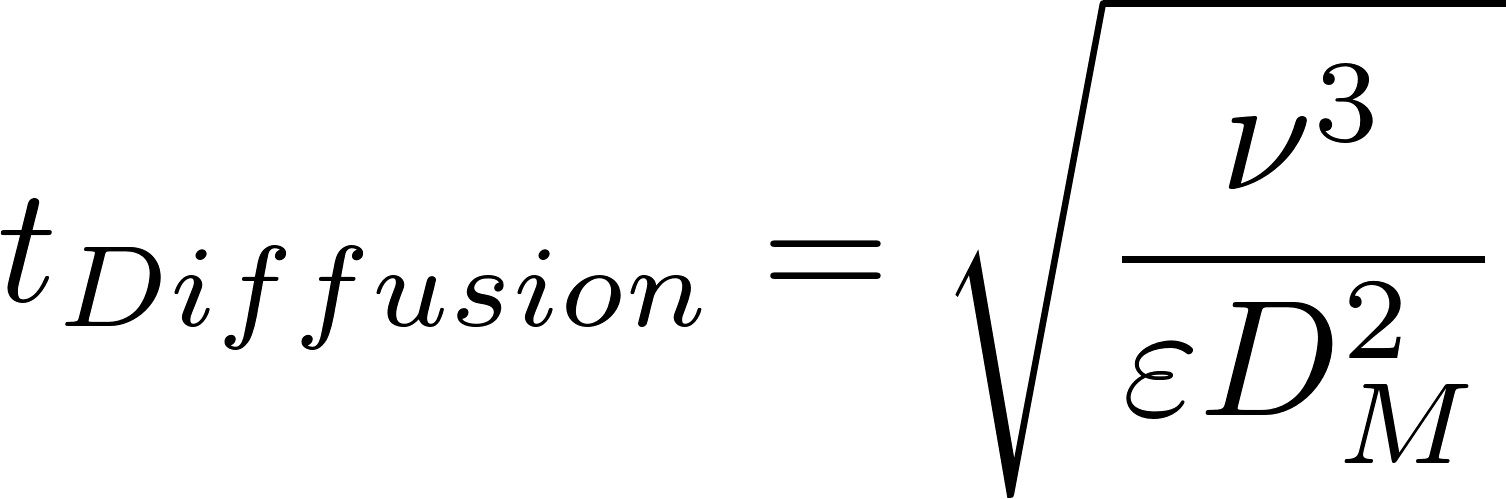 $t_{Diffusion} = \sqrt{\frac{\nu^3}{\varepsilon D_M^2}}$